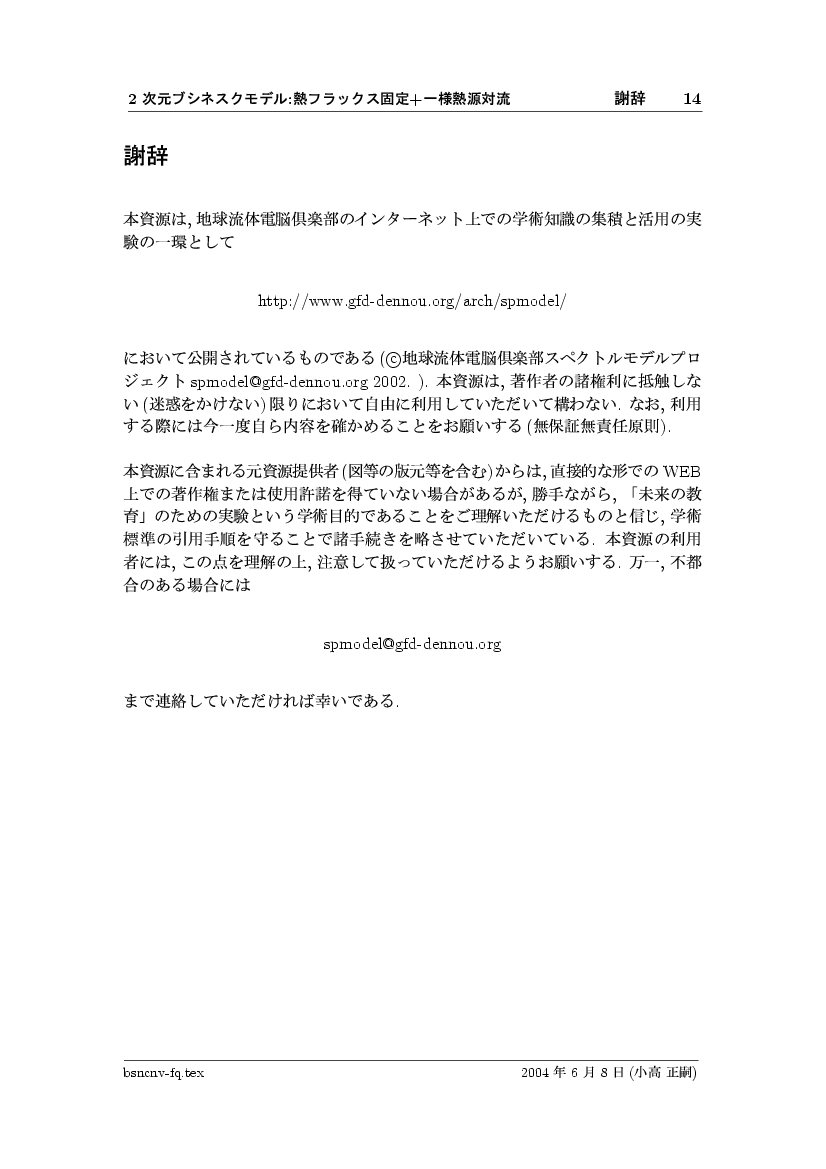 2 次元ブシネスクモデル:熱フラックス固定+一様熱源対流 謝辞 14
謝辞
本資源は, 地球流体電脳倶楽部のインターネット上での学術知識の集積と活用の実
験の一環として
http://www.gfd-dennou.org/arch/spmodel/
において公開されているものである (©地球流体電脳倶楽部スペクトルモデルプロ
ジェクト spmodel@gfd-dennou.org 2002. ). 本資源は, 著作者の諸権利に抵触しな
い (迷惑をかけない) 限りにおいて自由に利用していただいて構わない. なお, 利用
する際には今一度自ら内容を確かめることをお願いする (無保証無責任原則).
本資源に含まれる元資源提供者 (図等の版元等を含む) からは, 直接的な形での WEB
上での著作権または使用許諾を得ていない場合があるが, 勝手ながら, 「未来の教
育」のための実験という学術目的であることをご理解いただけるものと信じ, 学術
標準の引用手順を守ることで諸手続きを略させていただいている. 本資源の利用
者には, この点を理解の上, 注意して扱っていただけるようお願いする. 万一, 不都
合のある場合には
spmodel@gfd-dennou.org
まで連絡していただければ幸いである.
bsncnv-fq.tex 2004 年 6 月 8 日 (小高 正嗣)